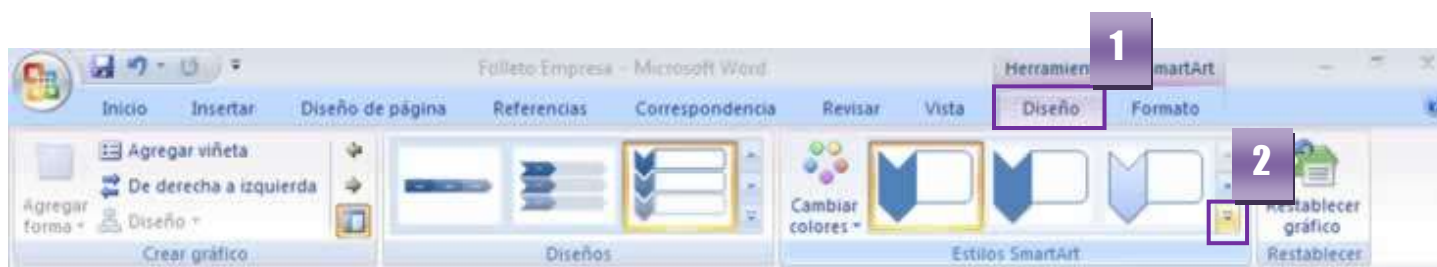 1
Folleto Empresa - Microsoft Word
Herramien
martArt
Inicio Insertar Diseño de página Referencias Correspondencia Revisar Vista Diseño Formato
2
Agregar forma
Agregar viñeta
De derecha a izquierda
Diseño
Crear gráfico
Diseños
Cambiar colores
Estilos SmartArt
Restablecer gráfico
Restablecer